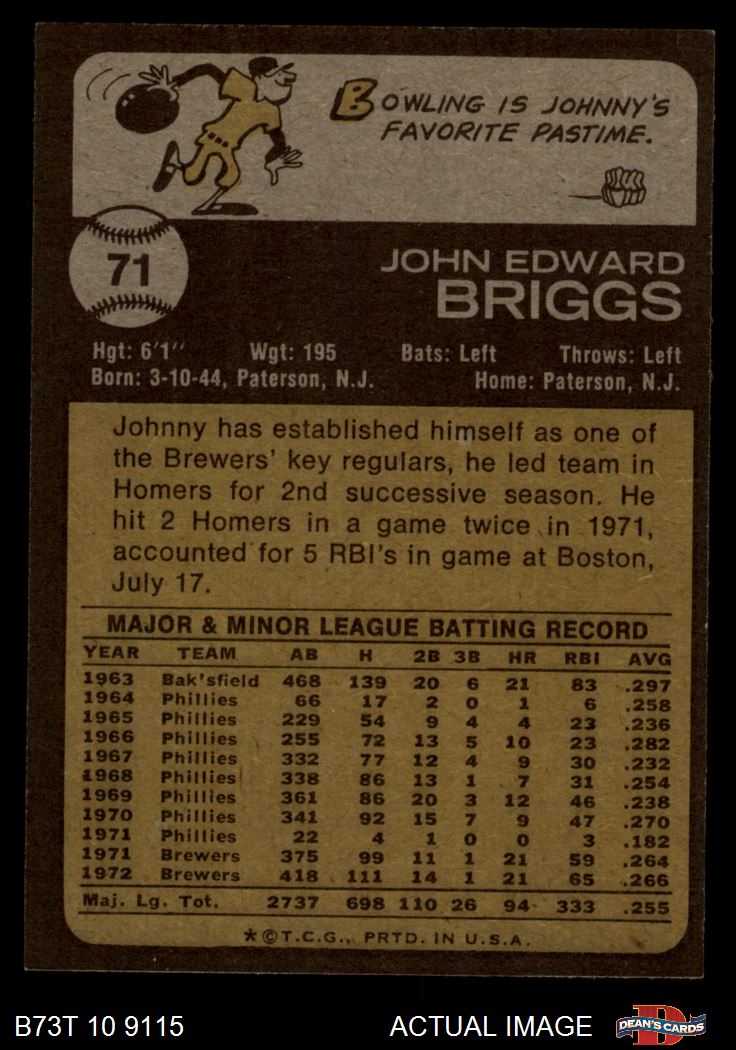 BOWLING IS JOHNNY'S
FAVORITE PASTIME.
71
JOHN EDWARD
BRIGGS
Hgt: 6'1'' Wgt: 195 Bats: Left Throws: Left
Born: 3-10-44, Paterson, N.J. Home: Paterson, N.J.
Johnny has established himself as one of
the Brewers' key regulars, he led team in
Homers for 2nd successive season. He
hit 2 Homers in a game twice in 1971,
accounted for 5 RBI's in game at Boston,
July 17.
MAJOR & MINOR LEAGUE BATTING RECORD
YEAR TEAM AB H 2B 3B HR RBI AVG
1963 Bak'sfield 468 139 20 6 21 83 .297
1964 Phillies 66 17 2 0 1 6 .258
1965 Phillies 229 54 9 4 4 23 .236
1966 Phillies 255 72 13 5 10 23 .282
1967 Phillies 332 77 12 4 9 30 .232
1968 Phillies 338 86 13 1 7 31 .254
1969 Phillies 361 86 20 3 12 46 .238
1970 Phillies 341 92 15 7 9 47 .270
1971 Phillies 22 4 1 0 0 3 .182
1971 Brewers 375 99 11 1 21 59 .264
1972 Brewers 418 111 14 1 21 65 .266
Maj. Lg. Tot. 2737 698 110 26 94 333 .255
*©T.C.G., PRTD. IN U.S.A.
B73T 10 9115 ACTUAL IMAGE DEAN'S CARDS